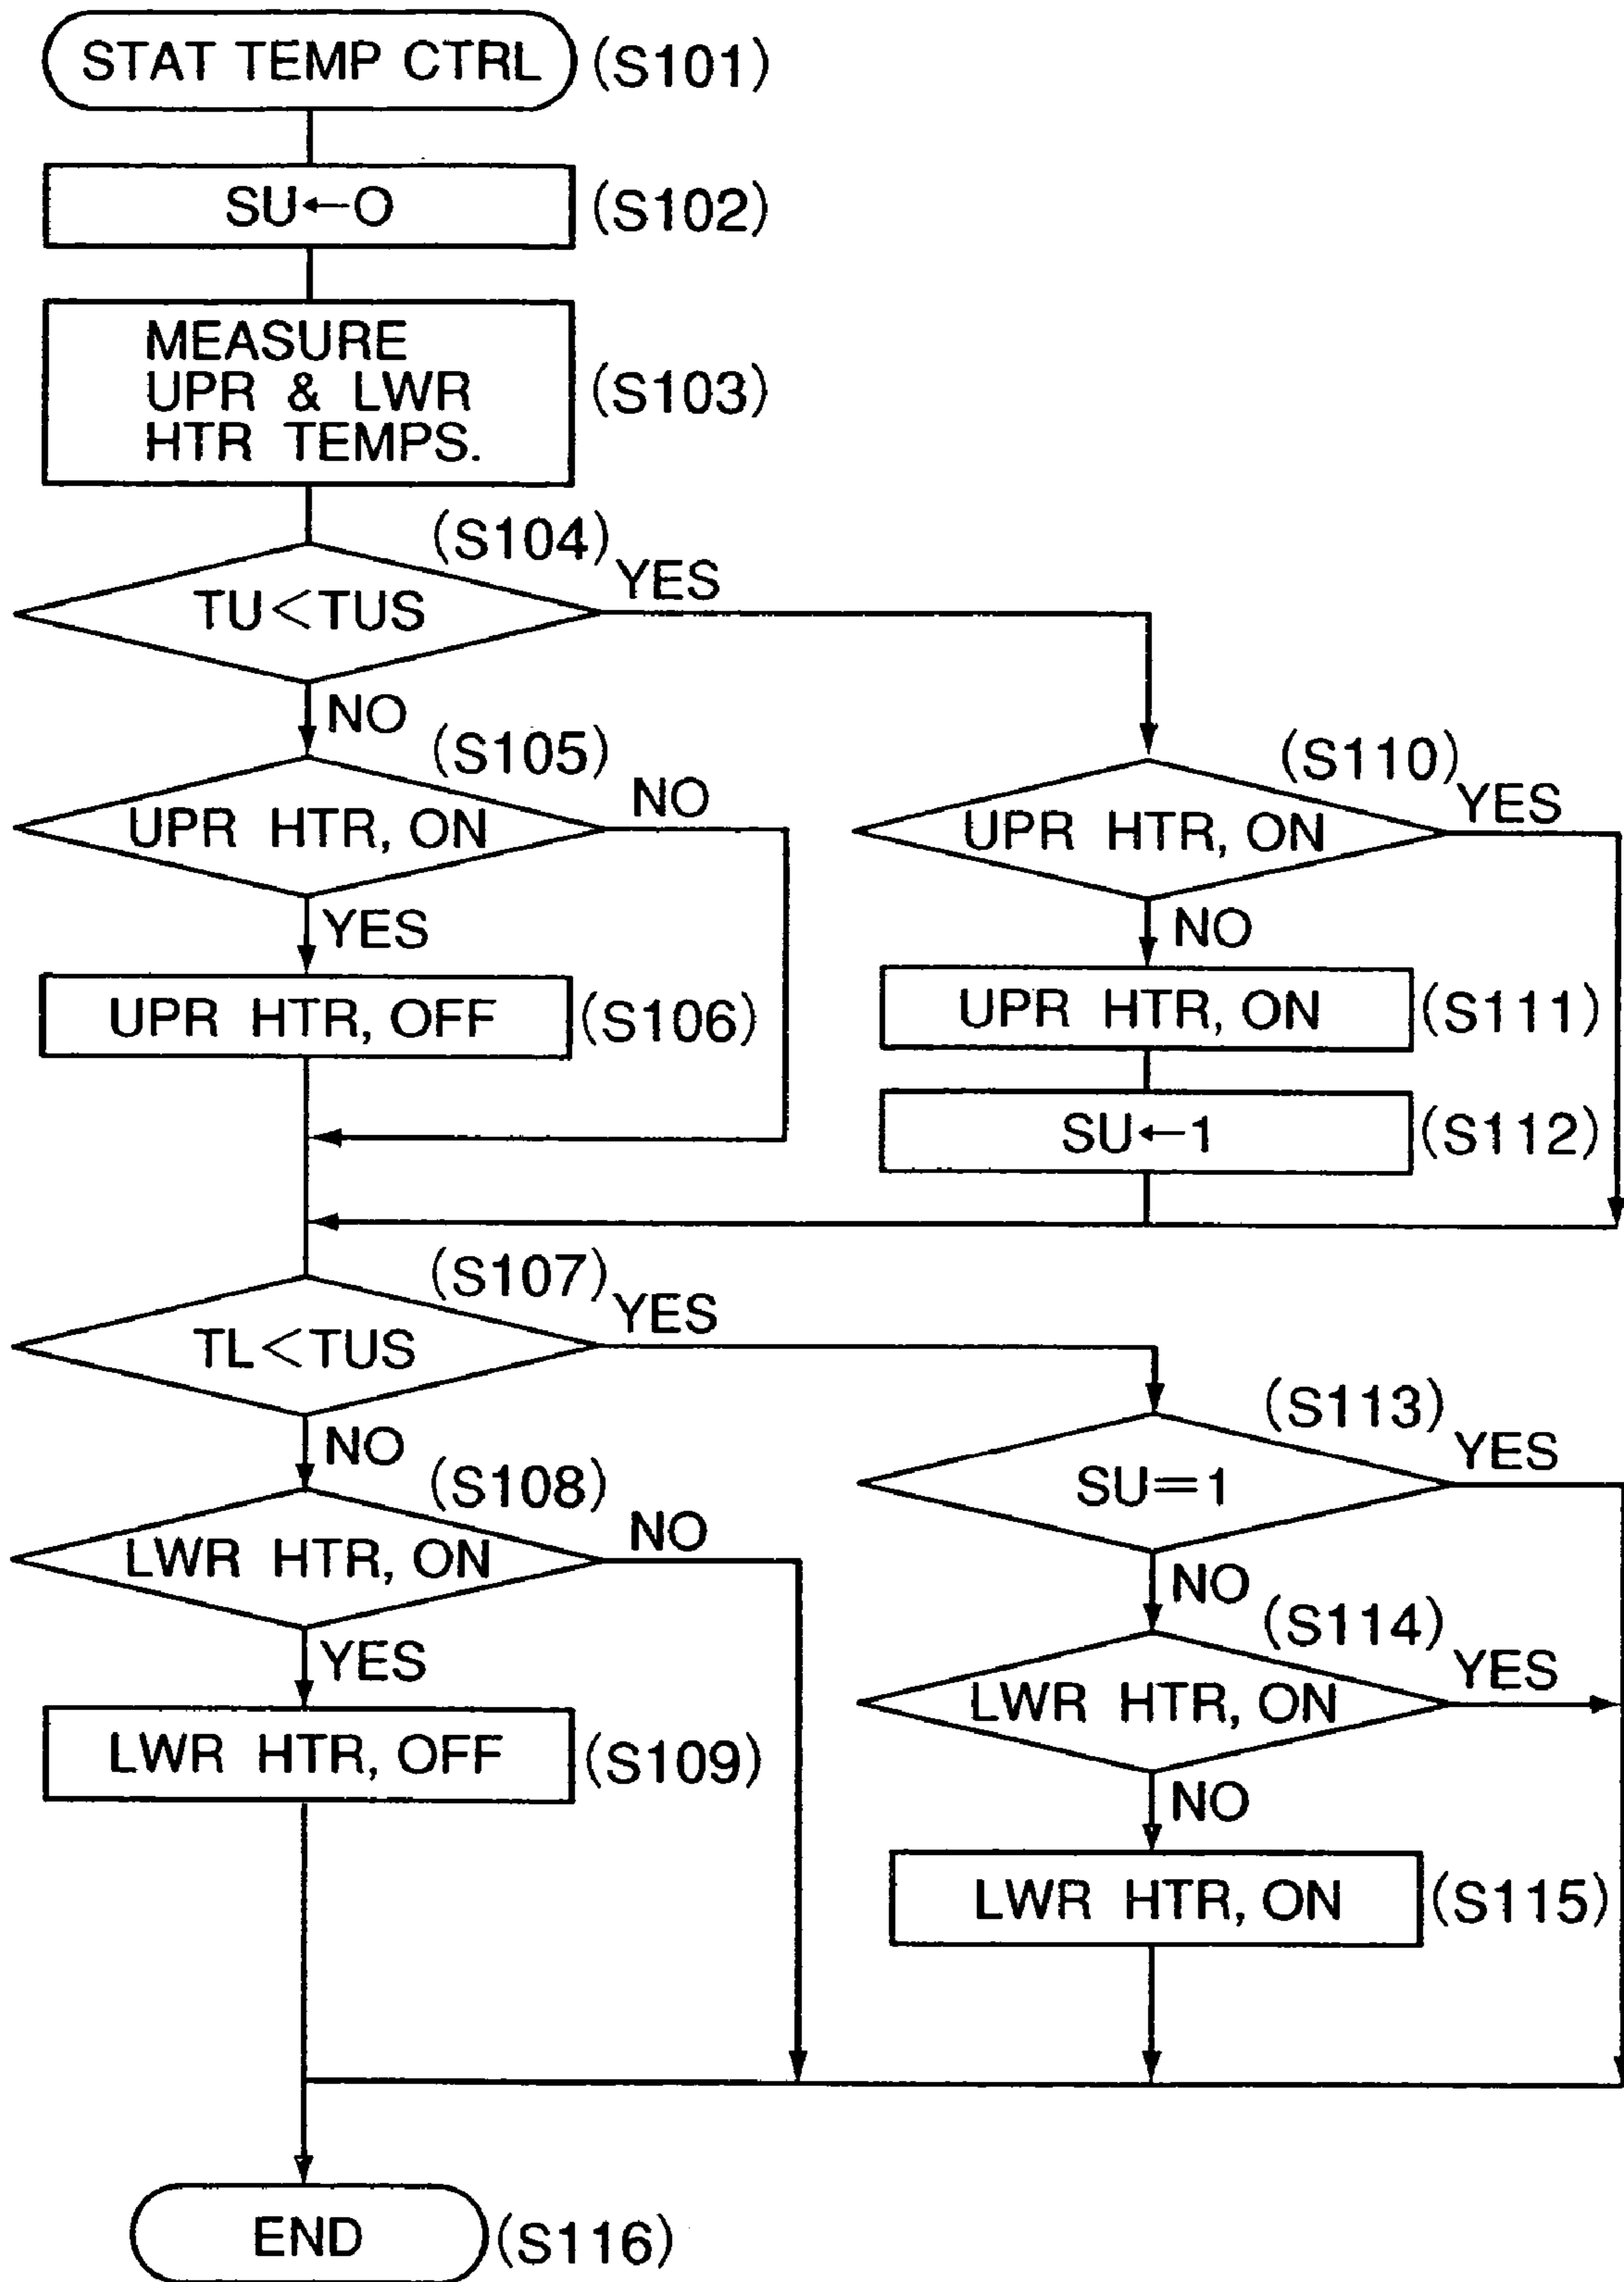 STAT TEMP CTRL (S101)
SU←O (S102)
MEASURE
UPR & LWR
HTR TEMPS.
(S103)
(S104)
TU<TUS
YES
NO
(S105)
UPR HTR, ON
NO
YES
UPR HTR, OFF (S106)
(S110)
UPR HTR, ON
YES
NO
UPR HTR, ON (S111)
SU←1 (S112)
(S107)
TL<TUS
YES
NO
(S108)
LWR HTR, ON
NO
YES
LWR HTR, OFF (S109)
(S113)
SU=1
YES
NO
(S114)
LWR HTR, ON
YES
NO
LWR HTR, ON (S115)
END (S116)